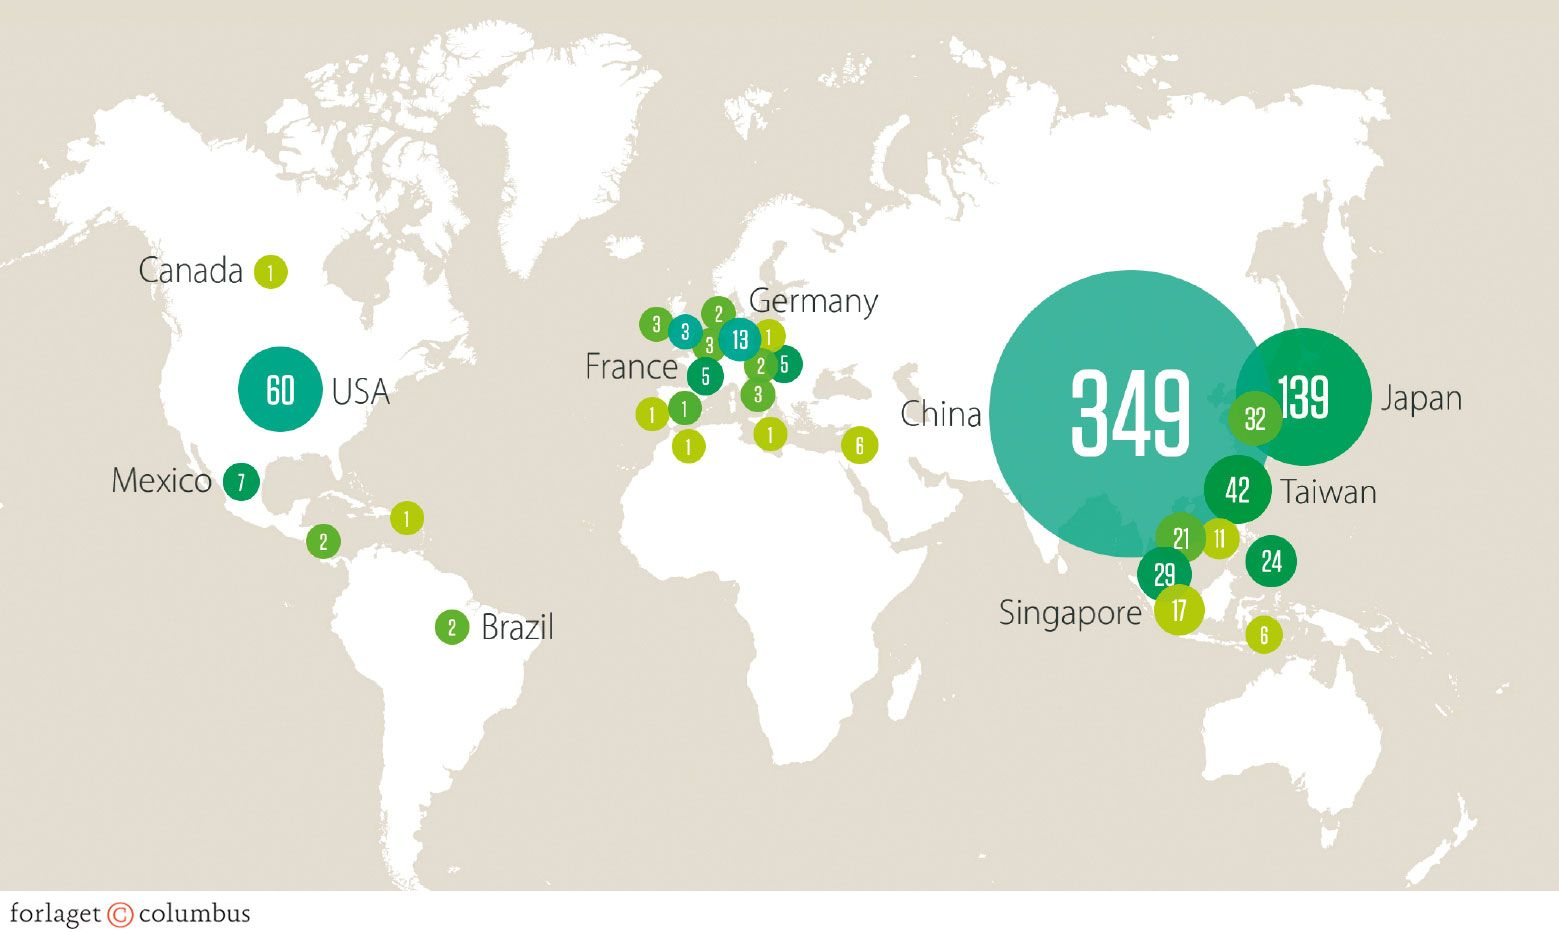 Canada 1
60 USA
Mexico 7
1
2
2 Brazil
Germany
3
3
2
3
13
1
France 5
2
5
3
1
1
1
1
6
China 349
32
139 Japan
42 Taiwan
21
11
29
24
Singapore 17
6
forlaget © columbus